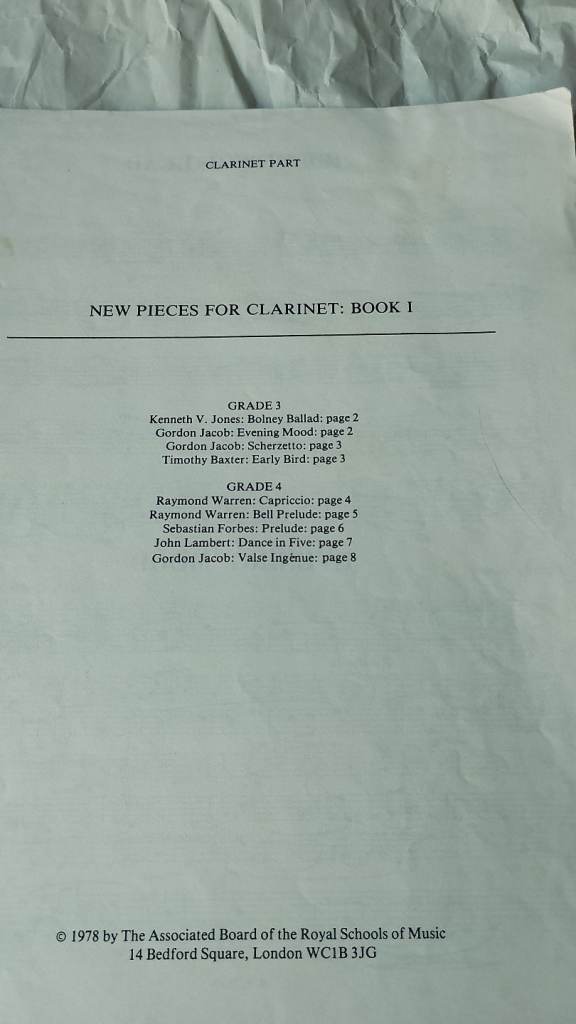 CLARINET PART
NEW PIECES FOR CLARINET: BOOK I
GRADE 3
Kenneth V. Jones: Bolney Ballad: page 2
Gordon Jacob: Evening Mood: page 2
Gordon Jacob: Scherzetto: page 3
Timothy Baxter: Early Bird: page 3
GRADE 4
Raymond Warren: Capriccio: page 4
Raymond Warren: Bell Prelude: page 5
Sebastian Forbes: Prelude: page 6
John Lambert: Dance in Five: page 7
Gordon Jacob: Valse Ingénue: page 8
© 1978 by The Associated Board of the Royal Schools of Music
14 Bedford Square, London WC1B 3JG